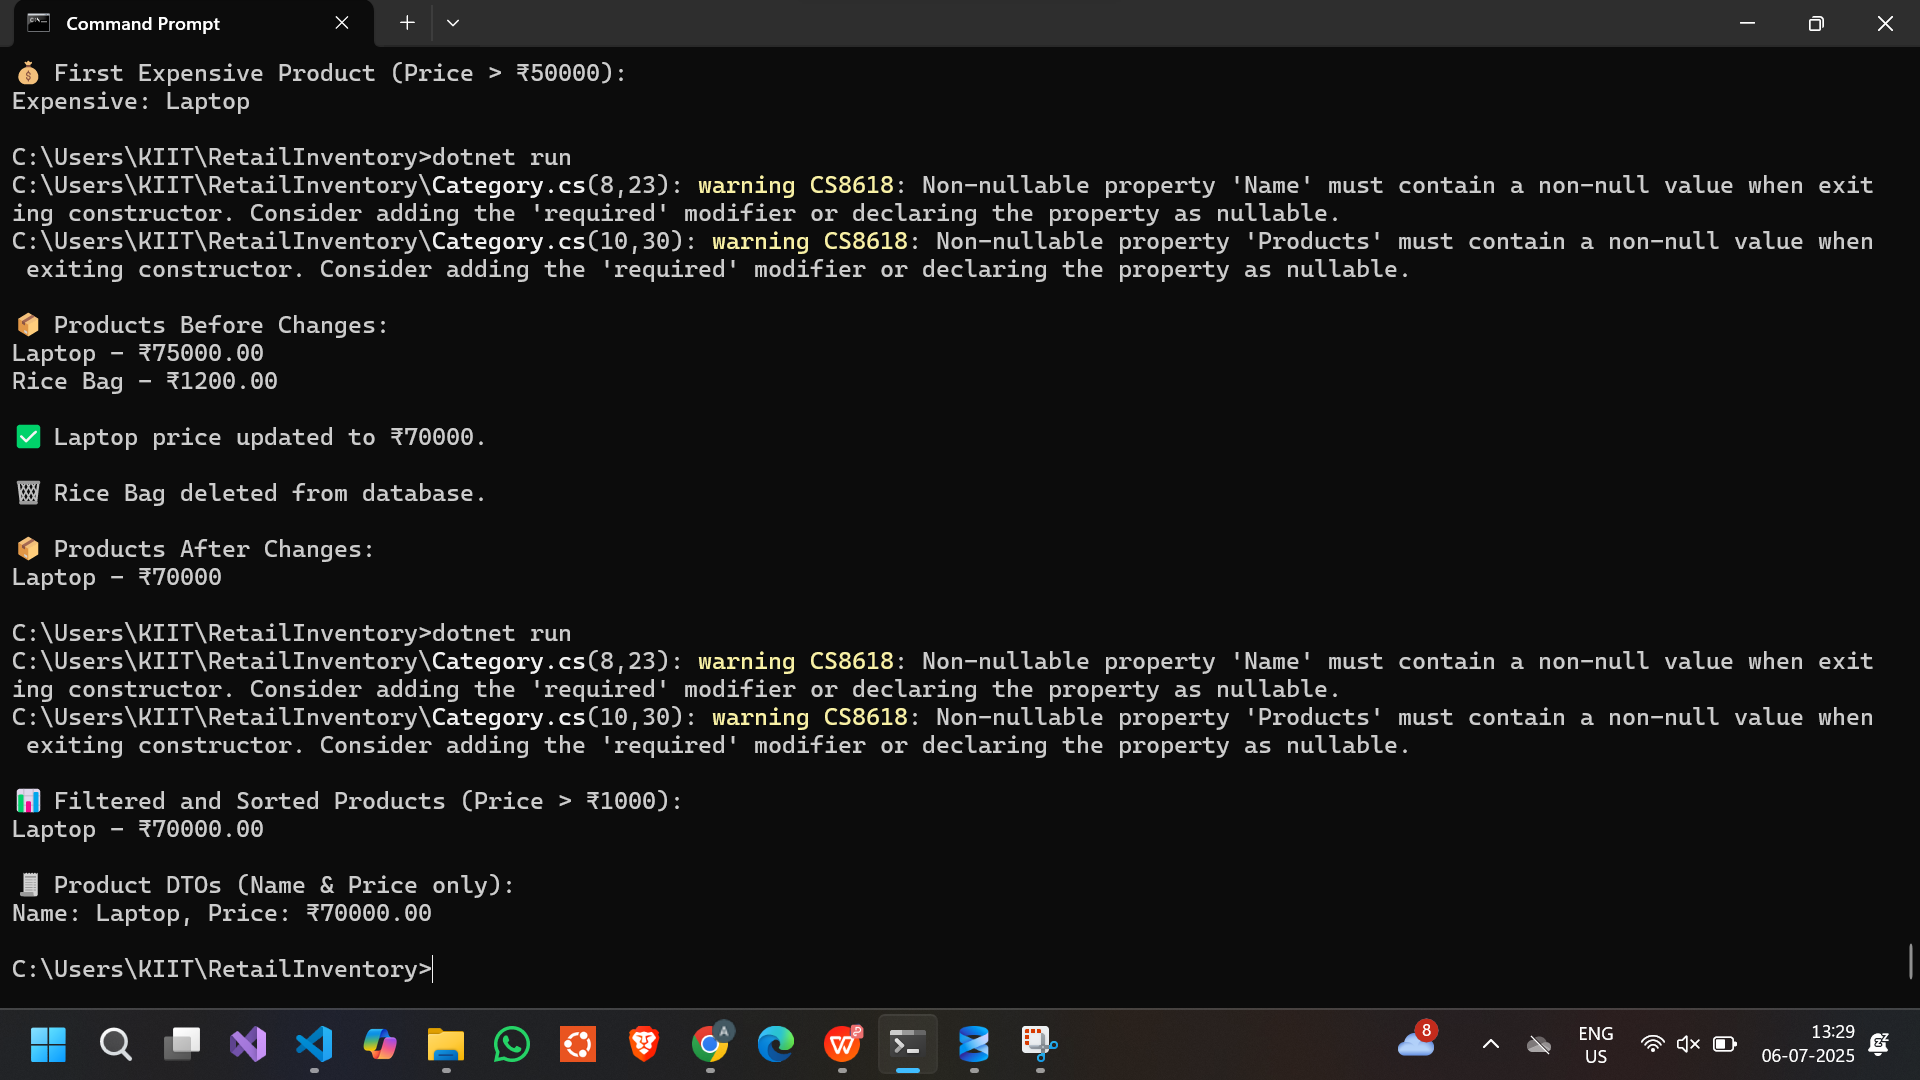 Command Prompt
💰 First Expensive Product (Price > ₹50000):
Expensive: Laptop
C:\Users\KIIT\RetailInventory>dotnet run
C:\Users\KIIT\RetailInventory\Category.cs(8,23): warning CS8618: Non-nullable property 'Name' must contain a non-null value when exit
ing constructor. Consider adding the 'required' modifier or declaring the property as nullable.
C:\Users\KIIT\RetailInventory\Category.cs(10,30): warning CS8618: Non-nullable property 'Products' must contain a non-null value when
 exiting constructor. Consider adding the 'required' modifier or declaring the property as nullable.
📦 Products Before Changes:
Laptop - ₹75000.00
Rice Bag - ₹1200.00
✅ Laptop price updated to ₹70000.
🗑 Rice Bag deleted from database.
📦 Products After Changes:
Laptop - ₹70000
C:\Users\KIIT\RetailInventory>dotnet run
C:\Users\KIIT\RetailInventory\Category.cs(8,23): warning CS8618: Non-nullable property 'Name' must contain a non-null value when exit
ing constructor. Consider adding the 'required' modifier or declaring the property as nullable.
C:\Users\KIIT\RetailInventory\Category.cs(10,30): warning CS8618: Non-nullable property 'Products' must contain a non-null value when
 exiting constructor. Consider adding the 'required' modifier or declaring the property as nullable.
📊 Filtered and Sorted Products (Price > ₹1000):
Laptop - ₹70000.00
🧾 Product DTOs (Name & Price only):
Name: Laptop, Price: ₹70000.00
C:\Users\KIIT\RetailInventory>
A
8
ENG
US
13:29
06-07-2025